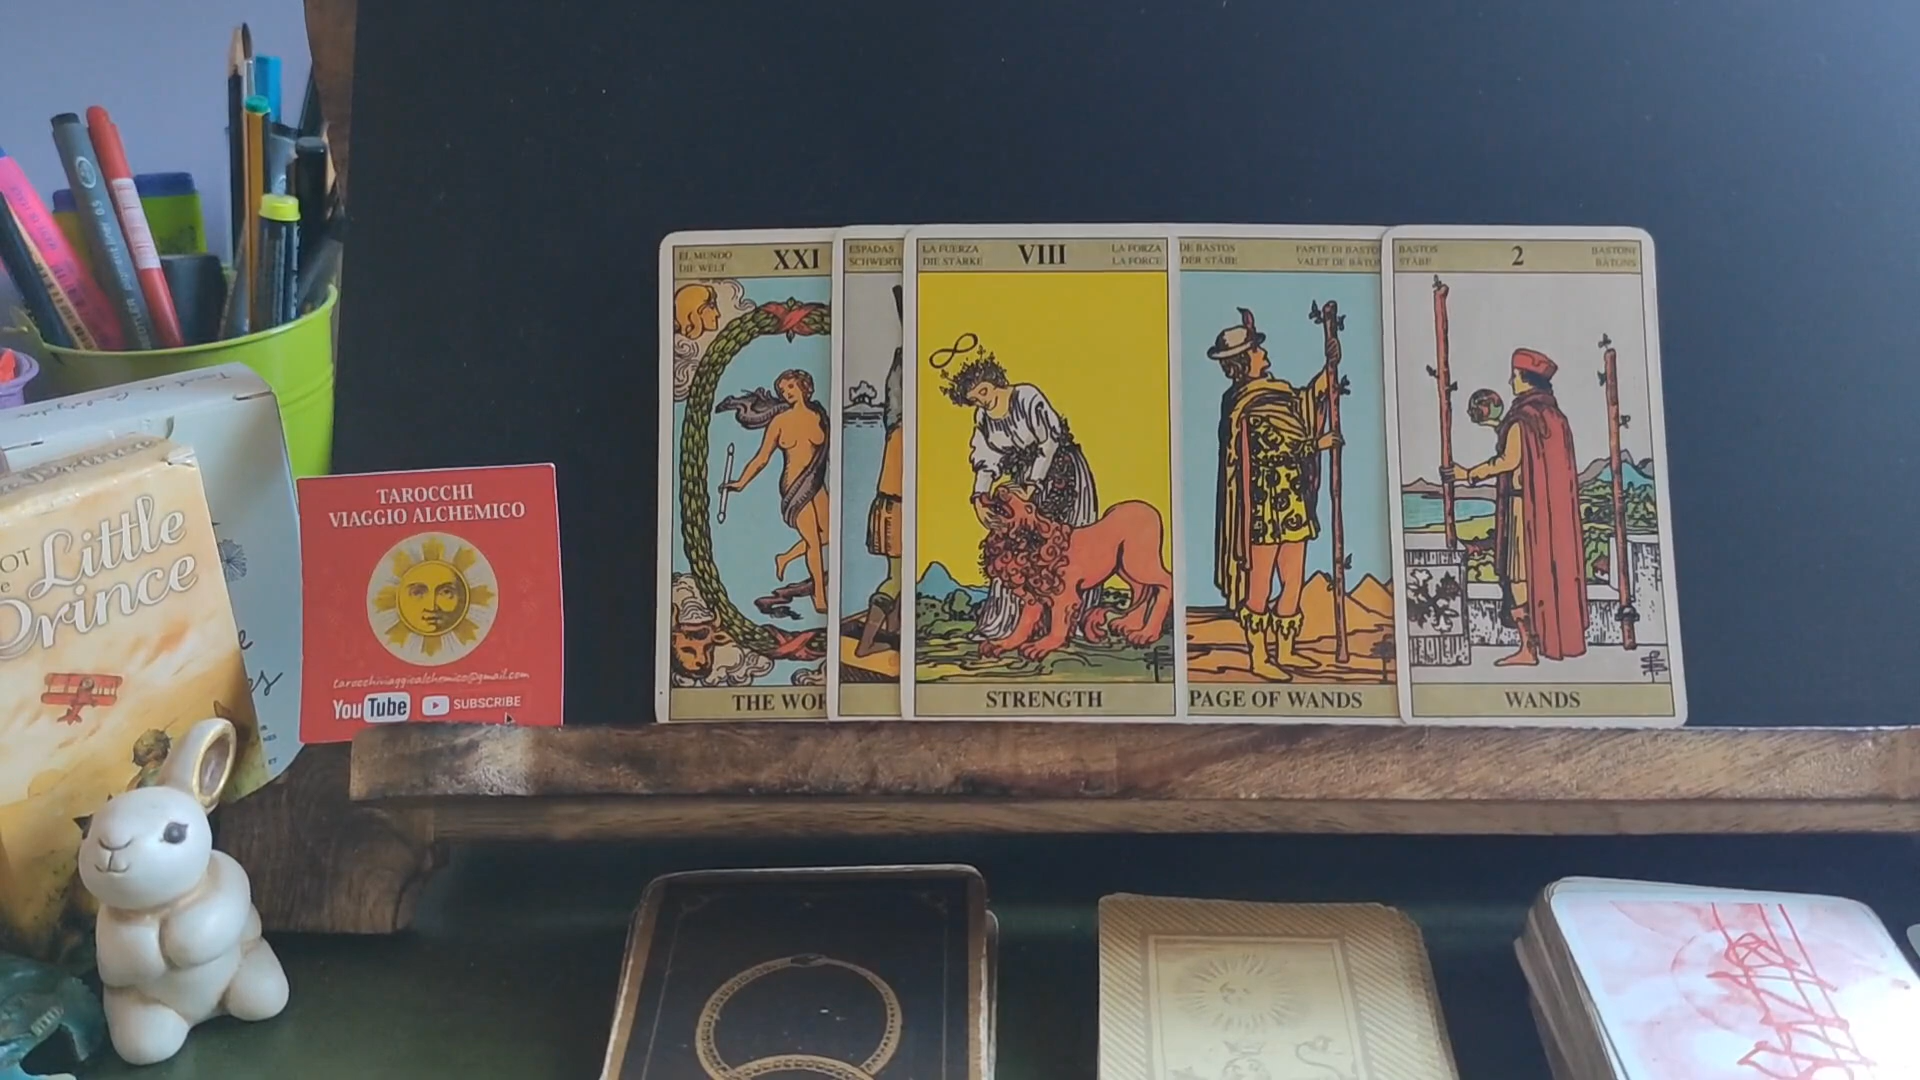 EL MUNDO
DIE WELT
XXI
THE WOR
ESPADAS
SCHWERTE
LA FUERZA
DIE STÄRKE
VIII
LA FORZA
LA FORCE
STRENGTH
DE BASTOS
DER STÄBE
FANTE DI BASTO
VALET DE BÂTON
PAGE OF WANDS
BASTOS
STÄBE
2
BASTONI
BÂTONS
WANDS
TAROCCHI
VIAGGIO ALCHEMICO
tarocchiviaggioalchemico@gmail.com
YouTube SUBSCRIBE
Little
Prince